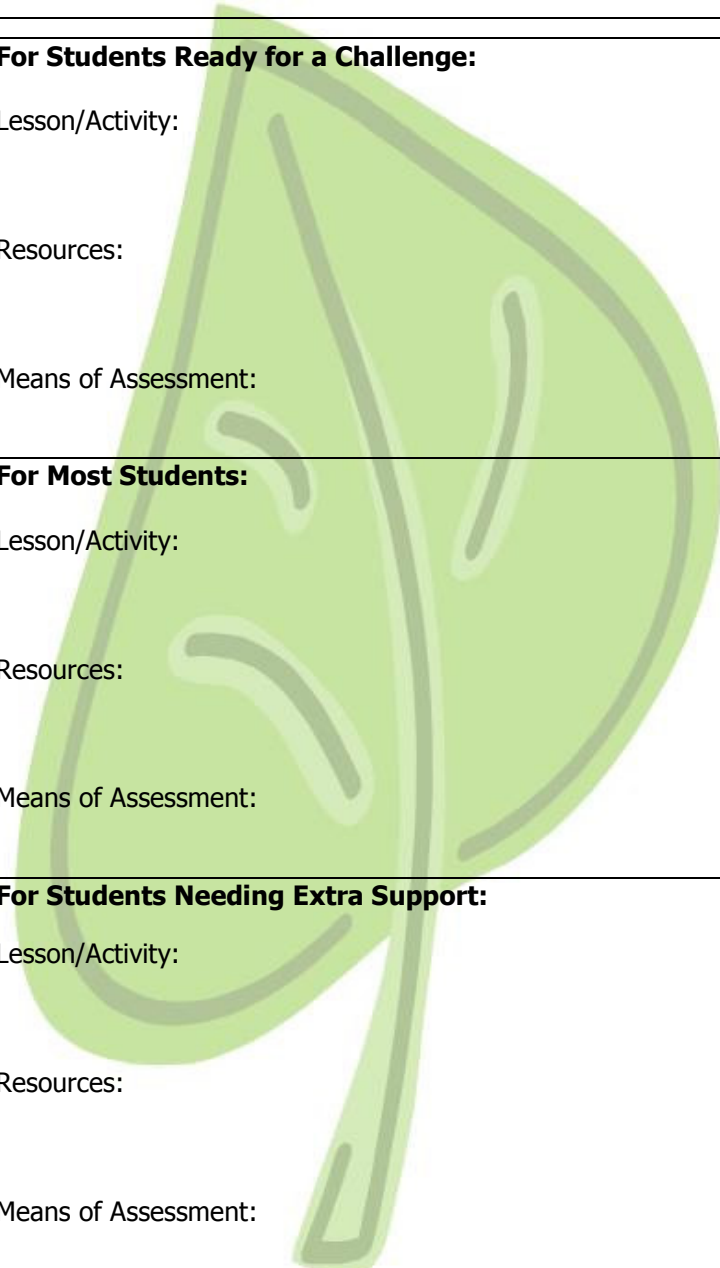 For Students Ready for a Challenge:
Lesson/Activity:
Resources:
Means of Assessment:
For Most Students:
Lesson/Activity:
Resources:
Means of Assessment:
For Students Needing Extra Support:
Lesson/Activity:
Resources:
Means of Assessment: